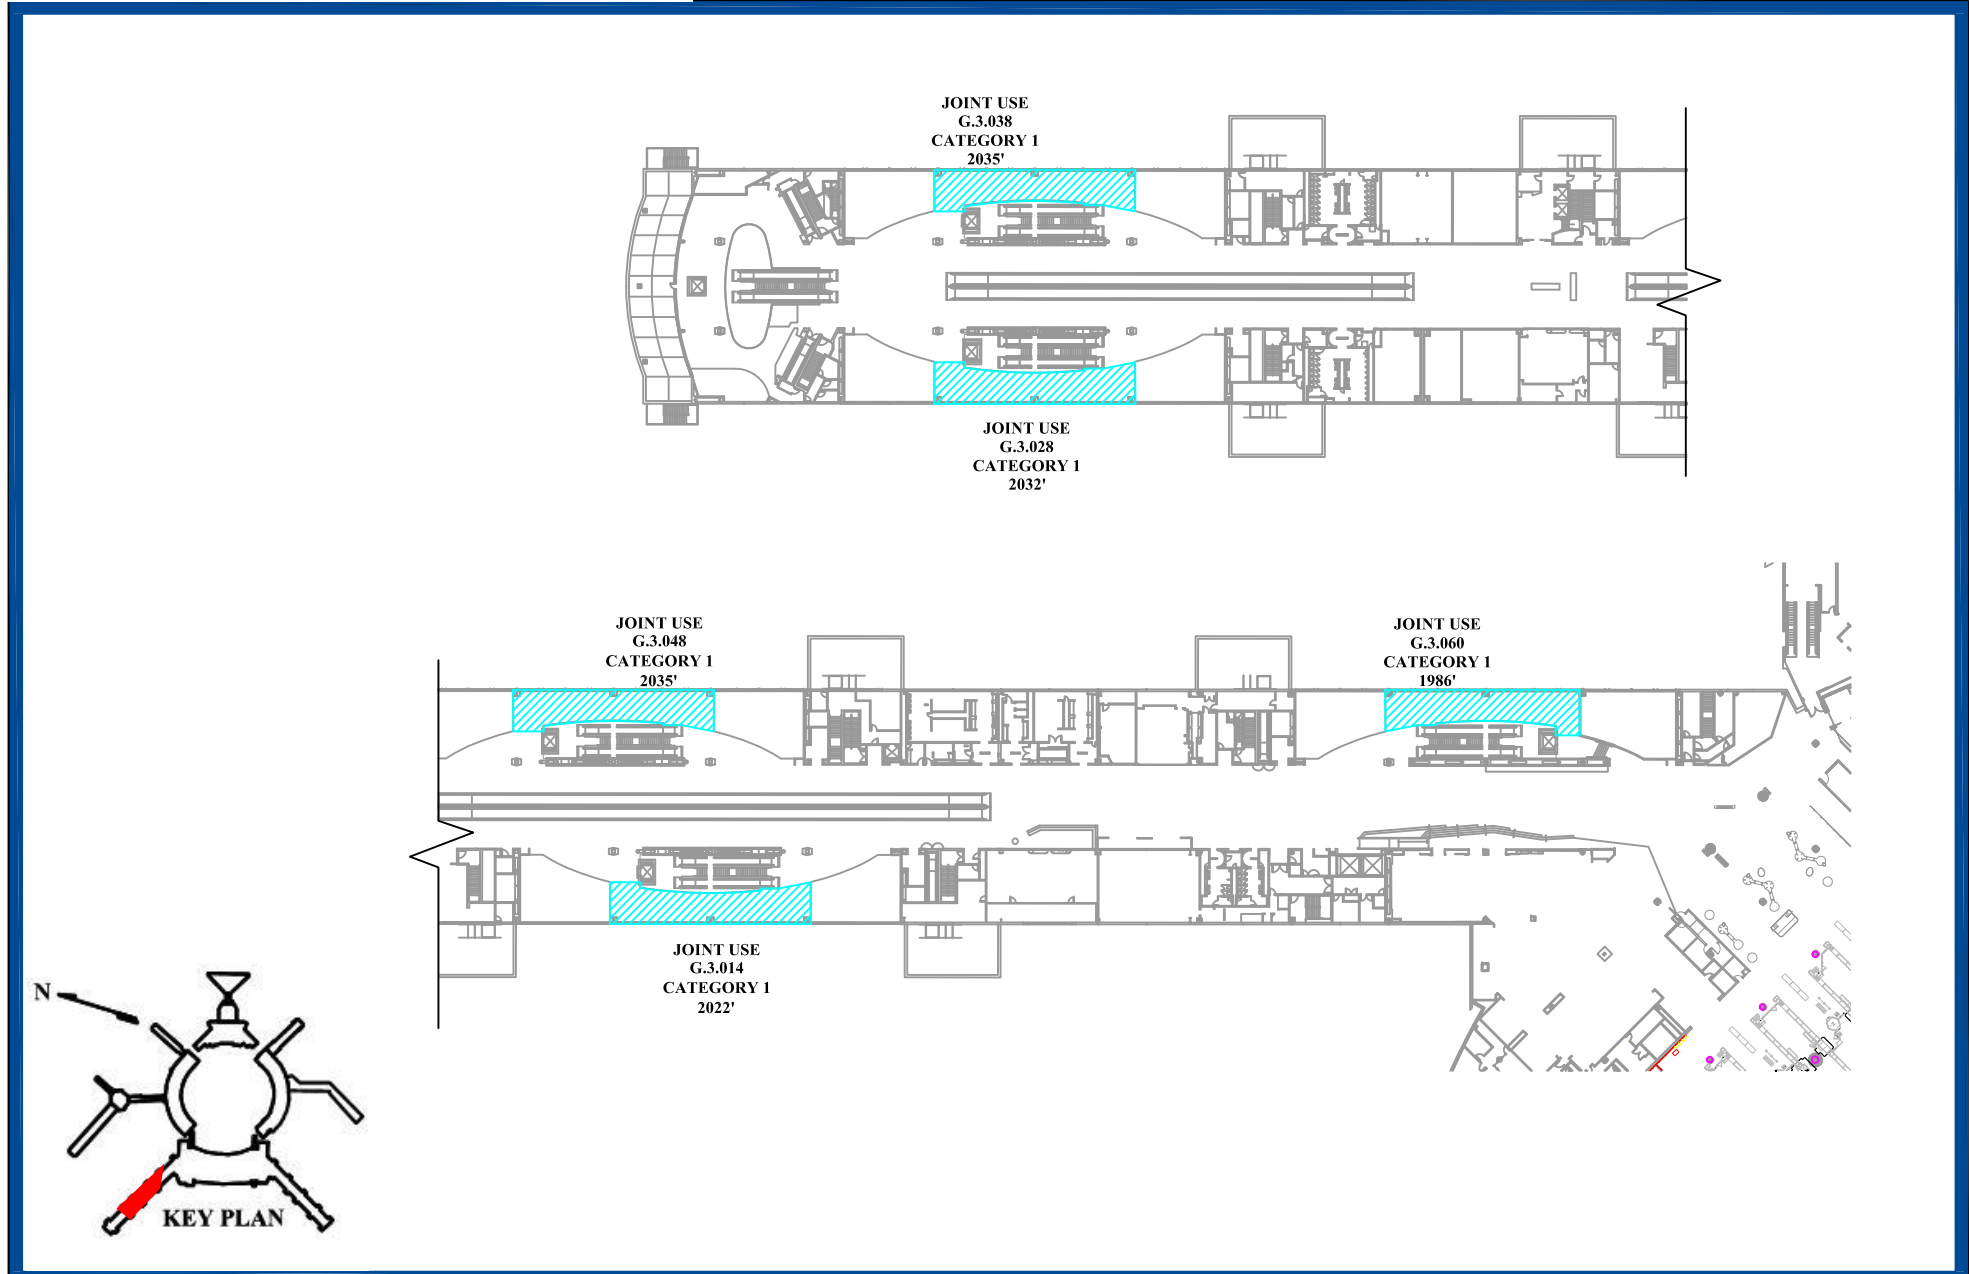 JOINT USE
G.3.038
CATEGORY 1
2035'
JOINT USE
G.3.028
CATEGORY 1
2032'
JOINT USE
G.3.048
CATEGORY 1
2035'
JOINT USE
G.3.060
CATEGORY 1
1986'
JOINT USE
G.3.014
CATEGORY 1
2022'
N
KEY PLAN